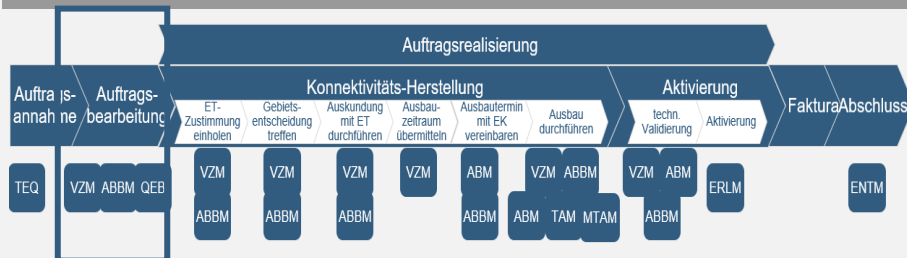 Auftragsrealisierung
Auftrags-
annahme
Auftrags-
bearbeitung
Konnektivitäts-Herstellung
ET-
Zustimmung
einholen
Gebiets-
entscheidung
treffen
Auskundung
mit ET
durchführen
Ausbau-
zeitraum
übermitteln
Ausbautermin
mit EK
vereinbaren
Ausbau
durchführen
Aktivierung
techn.
Validierung
Aktivierung
Faktura
Abschluss
TEQ
VZM ABBM QEB
VZM
ABBM
VZM
ABBM
VZM
ABBM
VZM
ABM
ABBM
VZM ABBM
ABM TAM MTAM
VZM ABM
ABBM
ERLM
ENTM